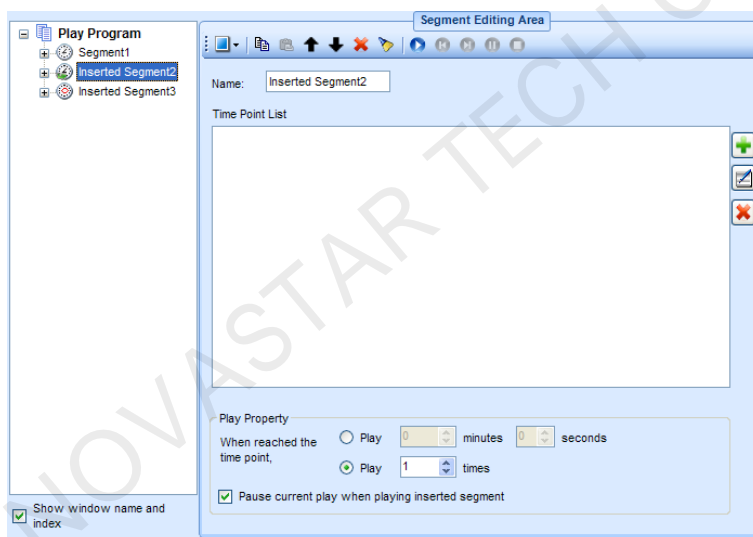 Segment Editing Area
Play Program
Segment1
Inserted Segment2
Inserted Segment3
Name: Inserted Segment2
Time Point List
Play Property
When reached the
time point,
Play 0 minutes 0 seconds
Play 1 times
Pause current play when playing inserted segment
Show window name and
index
NOVASTAR TECH